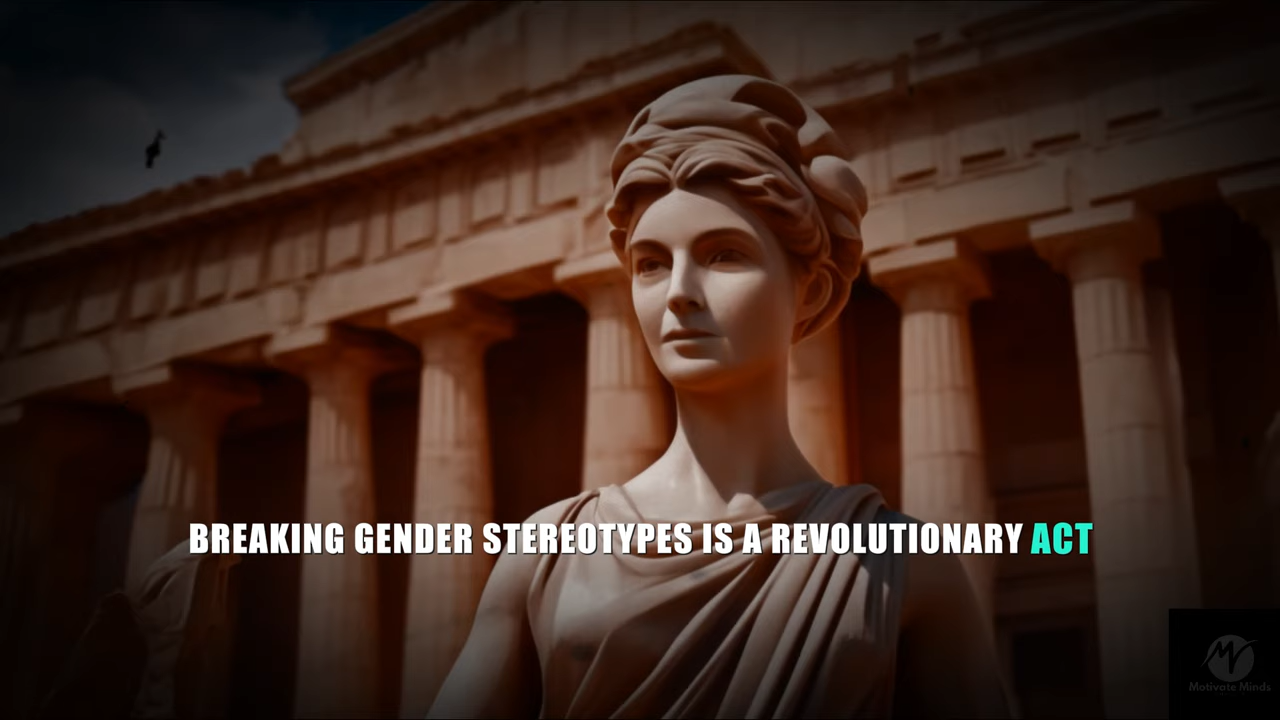 BREAKING GENDER STEREOTYPES IS A REVOLUTIONARY ACT
Motivate Minds